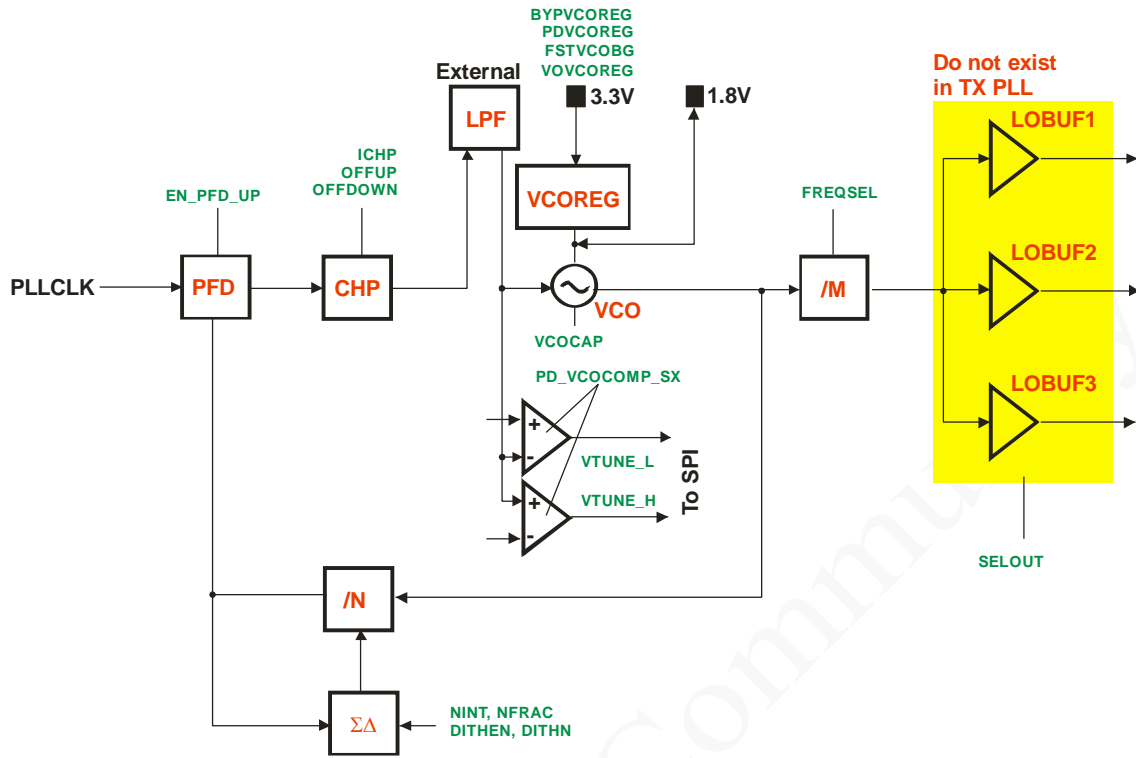 BYPVCOREG
PDVCOREG
FSTVCOBG
VOVCOREG
External
3.3V
1.8V
Do not exist
in TX PLL
LPF
LOBUF1
ICHP
OFFUP
OFFDOWN
EN_PFD_UP
VCOREG
FREQSEL
LOBUF2
PLLCLK
PFD
CHP
VCO
/M
VCOCAP
PD_VCOCOMP_SX
LOBUF3
+
-
VTUNE_L
To SPI
+
-
VTUNE_H
SELOUT
/N
ΣΔ
NINT, NFRAC
DITHEN, DITHN
Commu
y